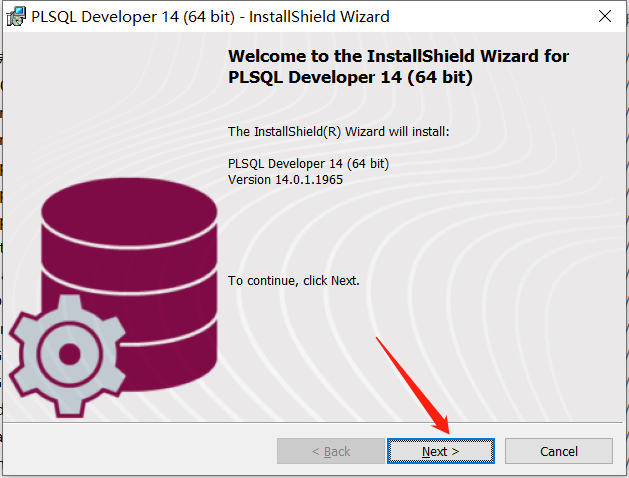 PLSQL Developer 14 (64 bit) - InstallShield Wizard
Welcome to the InstallShield Wizard for
PLSQL Developer 14 (64 bit)
The InstallShield(R) Wizard will install:
PLSQL Developer 14 (64 bit)
Version 14.0.1.1965
To continue, click Next.
< Back
Next >
Cancel